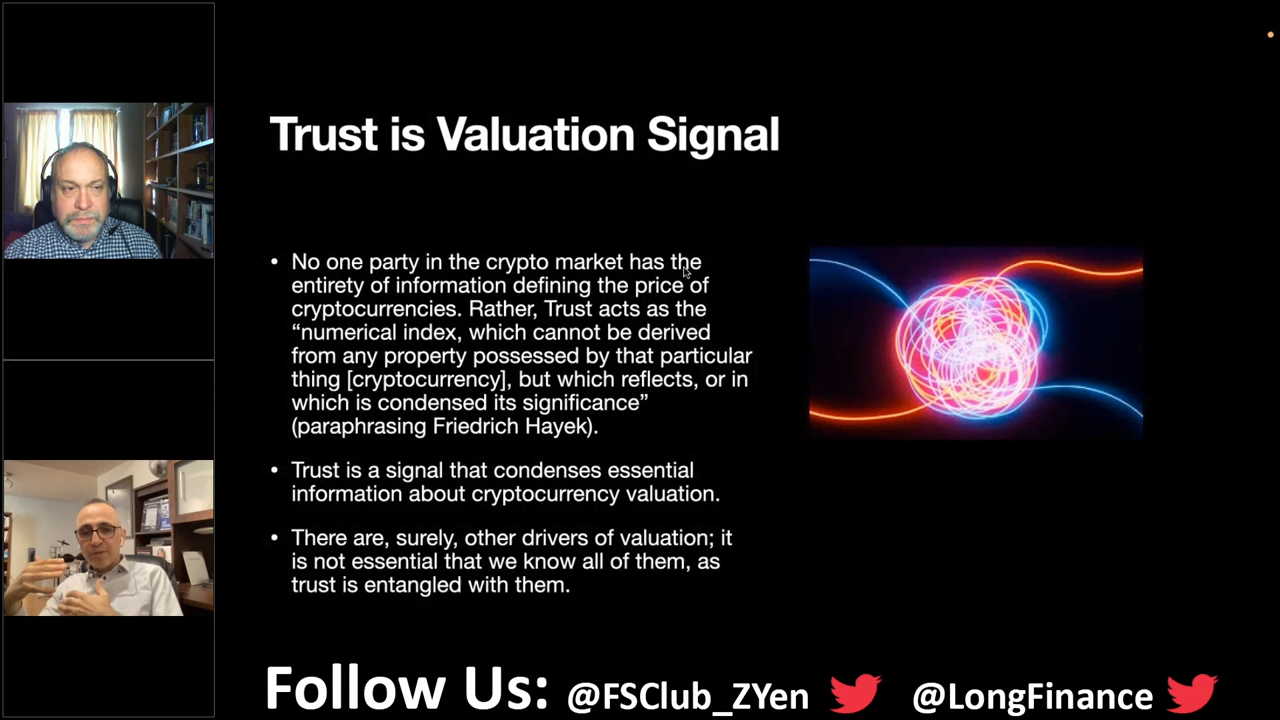 Trust is Valuation Signal
• No one party in the crypto market has the
entirety of information defining the price of
cryptocurrencies. Rather, Trust acts as the
“numerical index, which cannot be derived
from any property possessed by that particular
thing [cryptocurrency], but which reflects, or in
which is condensed its significance”
(paraphrasing Friedrich Hayek).
• Trust is a signal that condenses essential
information about cryptocurrency valuation.
• There are, surely, other drivers of valuation; it
is not essential that we know all of them, as
trust is entangled with them.
Follow Us: @FSClub_ZYen @LongFinance